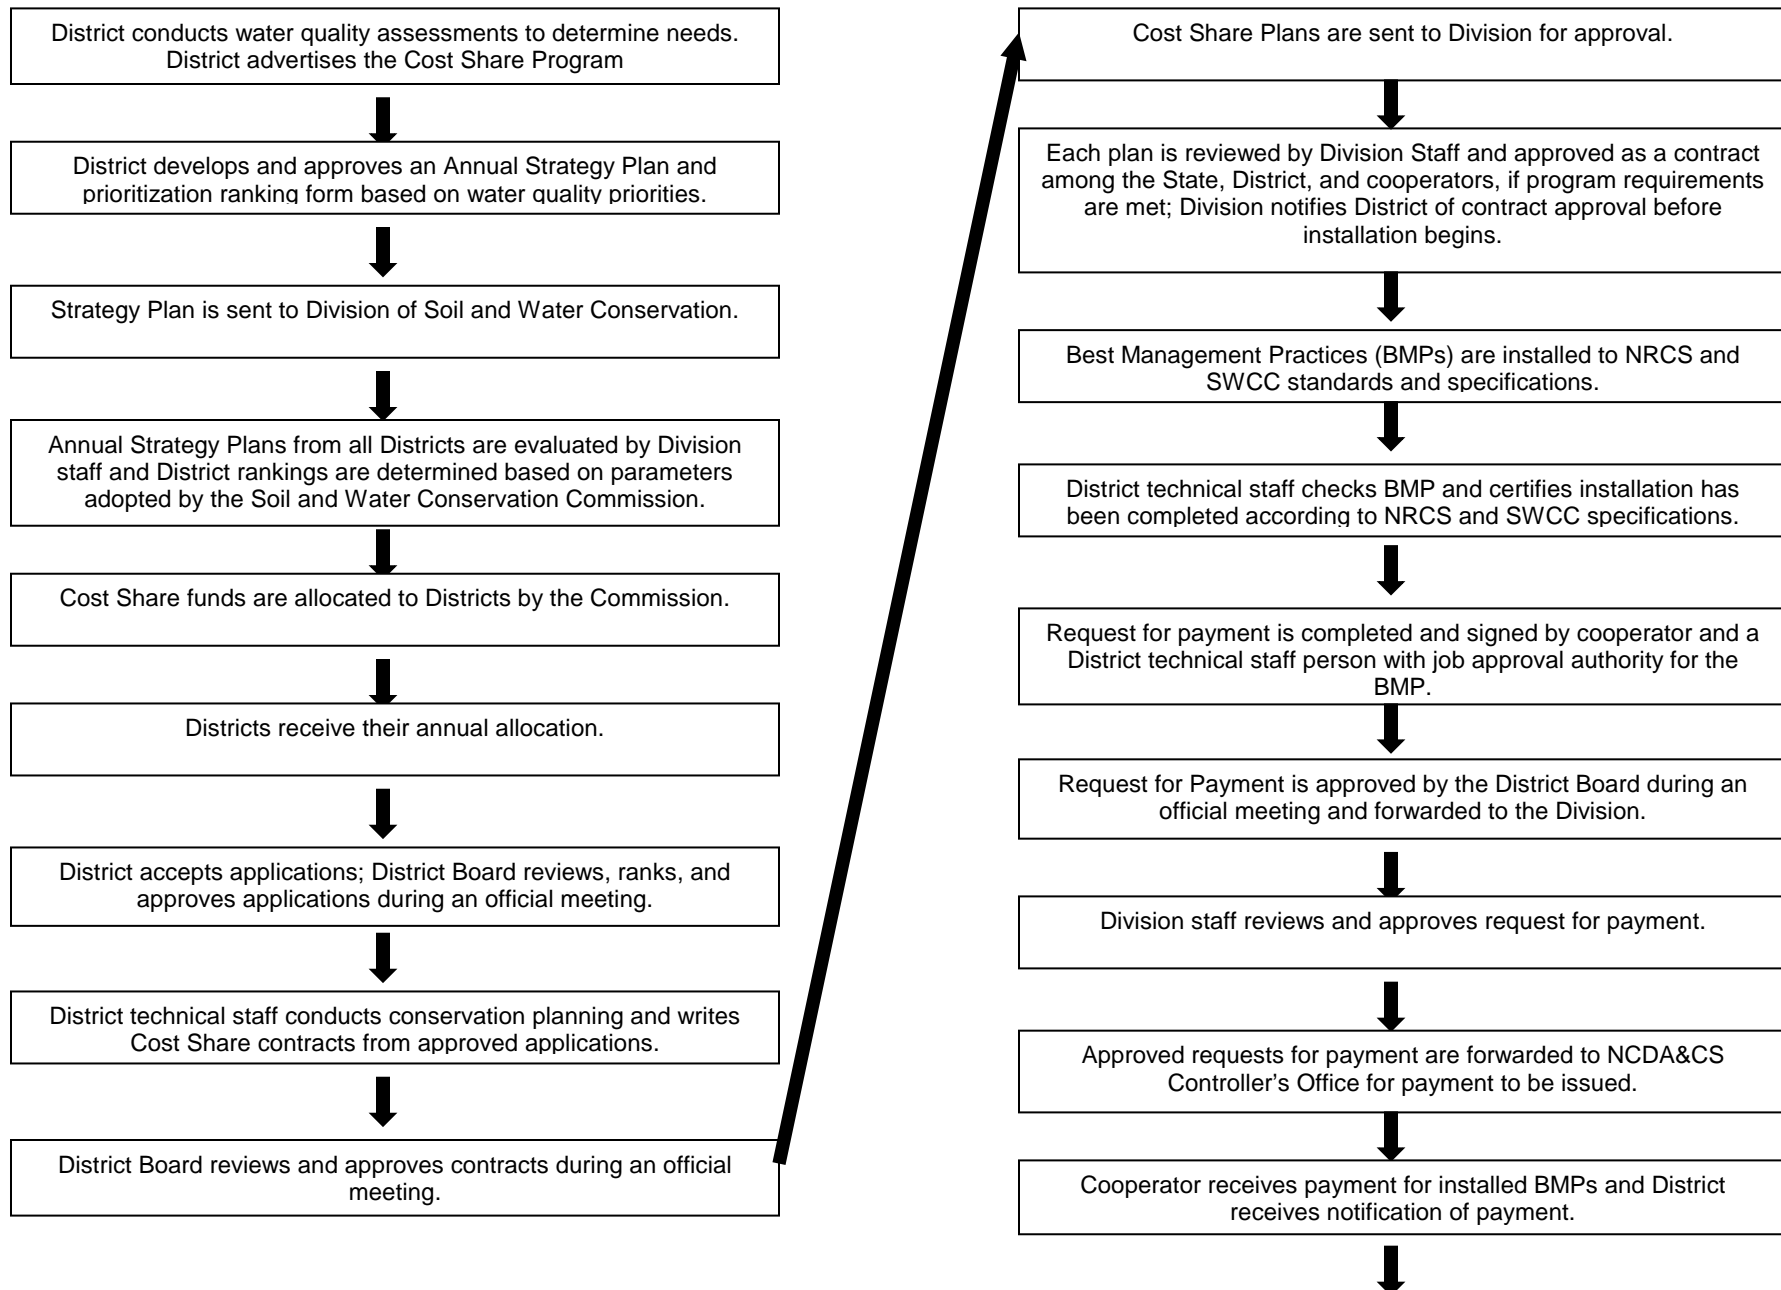 District conducts water quality assessments to determine needs.
District advertises the Cost Share Program
District develops and approves an Annual Strategy Plan and
prioritization ranking form based on water quality priorities.
Strategy Plan is sent to Division of Soil and Water Conservation.
Annual Strategy Plans from all Districts are evaluated by Division
staff and District rankings are determined based on parameters
adopted by the Soil and Water Conservation Commission.
Cost Share funds are allocated to Districts by the Commission.
Districts receive their annual allocation.
District accepts applications; District Board reviews, ranks, and
approves applications during an official meeting.
District technical staff conducts conservation planning and writes
Cost Share contracts from approved applications.
District Board reviews and approves contracts during an official
meeting.
Cost Share Plans are sent to Division for approval.
Each plan is reviewed by Division Staff and approved as a contract
among the State, District, and cooperators, if program requirements
are met; Division notifies District of contract approval before
installation begins.
Best Management Practices (BMPs) are installed to NRCS and
SWCC standards and specifications.
District technical staff checks BMP and certifies installation has
been completed according to NRCS and SWCC specifications.
Request for payment is completed and signed by cooperator and a
District technical staff person with job approval authority for the
BMP.
Request for Payment is approved by the District Board during an
official meeting and forwarded to the Division.
Division staff reviews and approves request for payment.
Approved requests for payment are forwarded to NCDA&CS
Controller’s Office for payment to be issued.
Cooperator receives payment for installed BMPs and District
receives notification of payment.